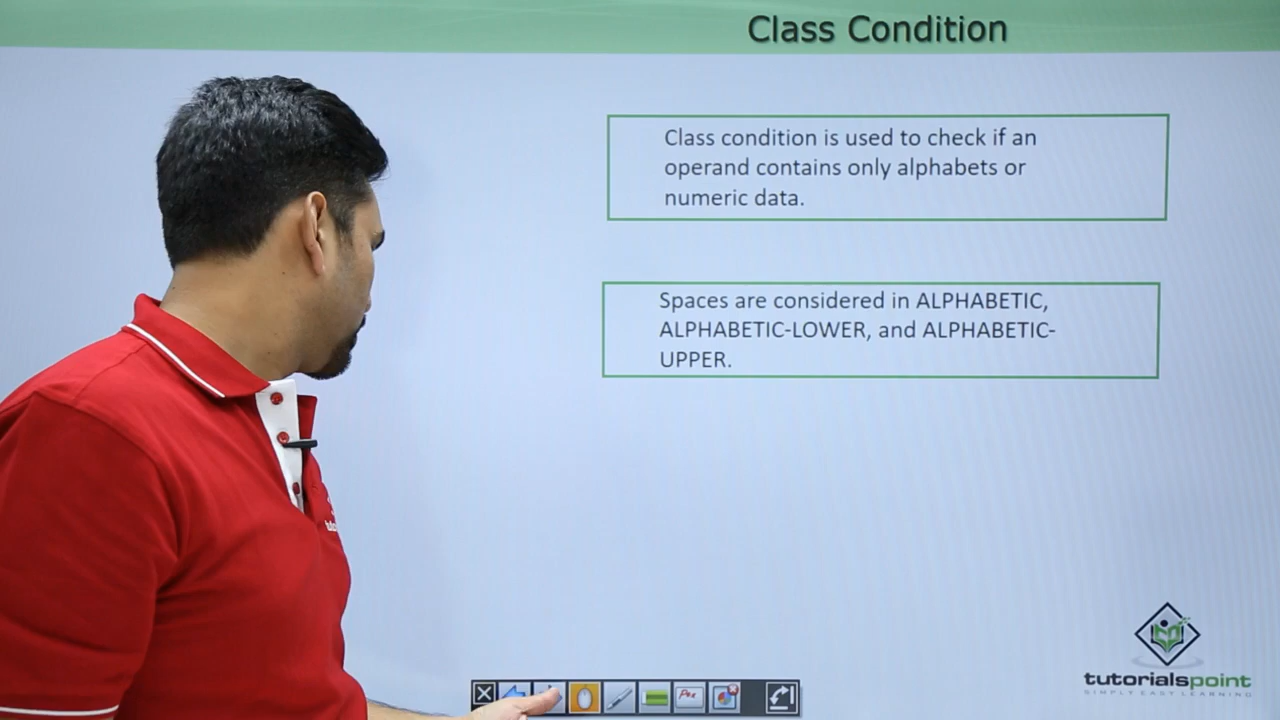 Class Condition
Class condition is used to check if an
operand contains only alphabets or
numeric data.
Spaces are considered in ALPHABETIC,
ALPHABETIC-LOWER, and ALPHABETIC-
UPPER.
tutorialspoint
SIMPLY EASY LEARNING
Pen